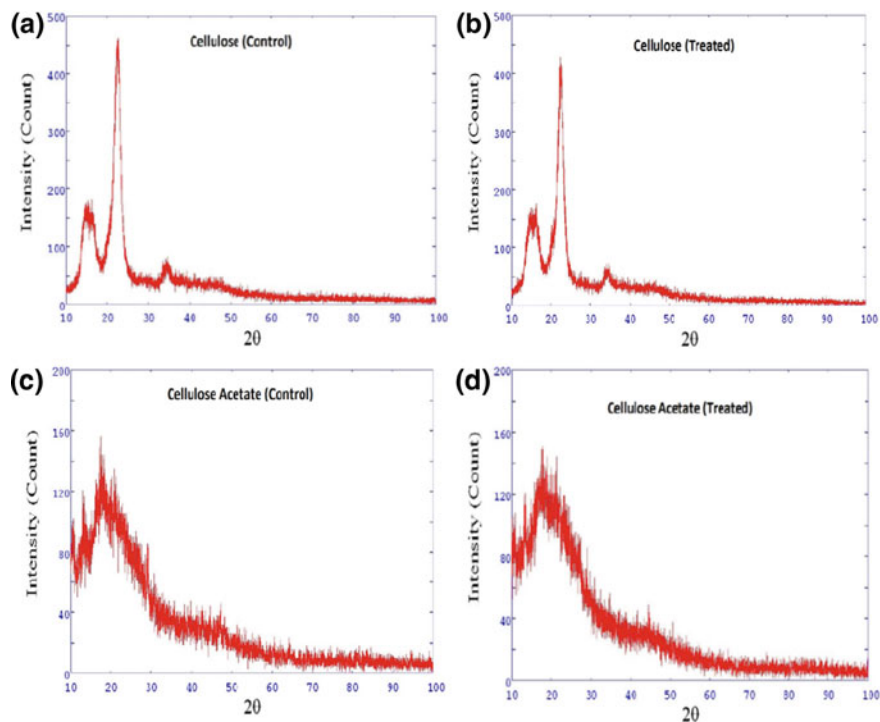 (a)
Cellulose (Control)
500
400
300
200
100
0
Intensity (Count)
10 20 30 40 50 60 70 80 90 100
2θ
(b)
Cellulose (Treated)
500
400
300
200
100
0
Intensity (Count)
10 20 30 40 50 60 70 80 90 100
2θ
(c)
Cellulose Acetate (Control)
200
160
120
80
40
0
Intensity (Count)
10 20 30 40 50 60 70 80 90 100
2θ
(d)
Cellulose Acetate (Treated)
200
160
120
80
40
0
Intensity (Count)
10 20 30 40 50 60 70 80 90 100
2θ